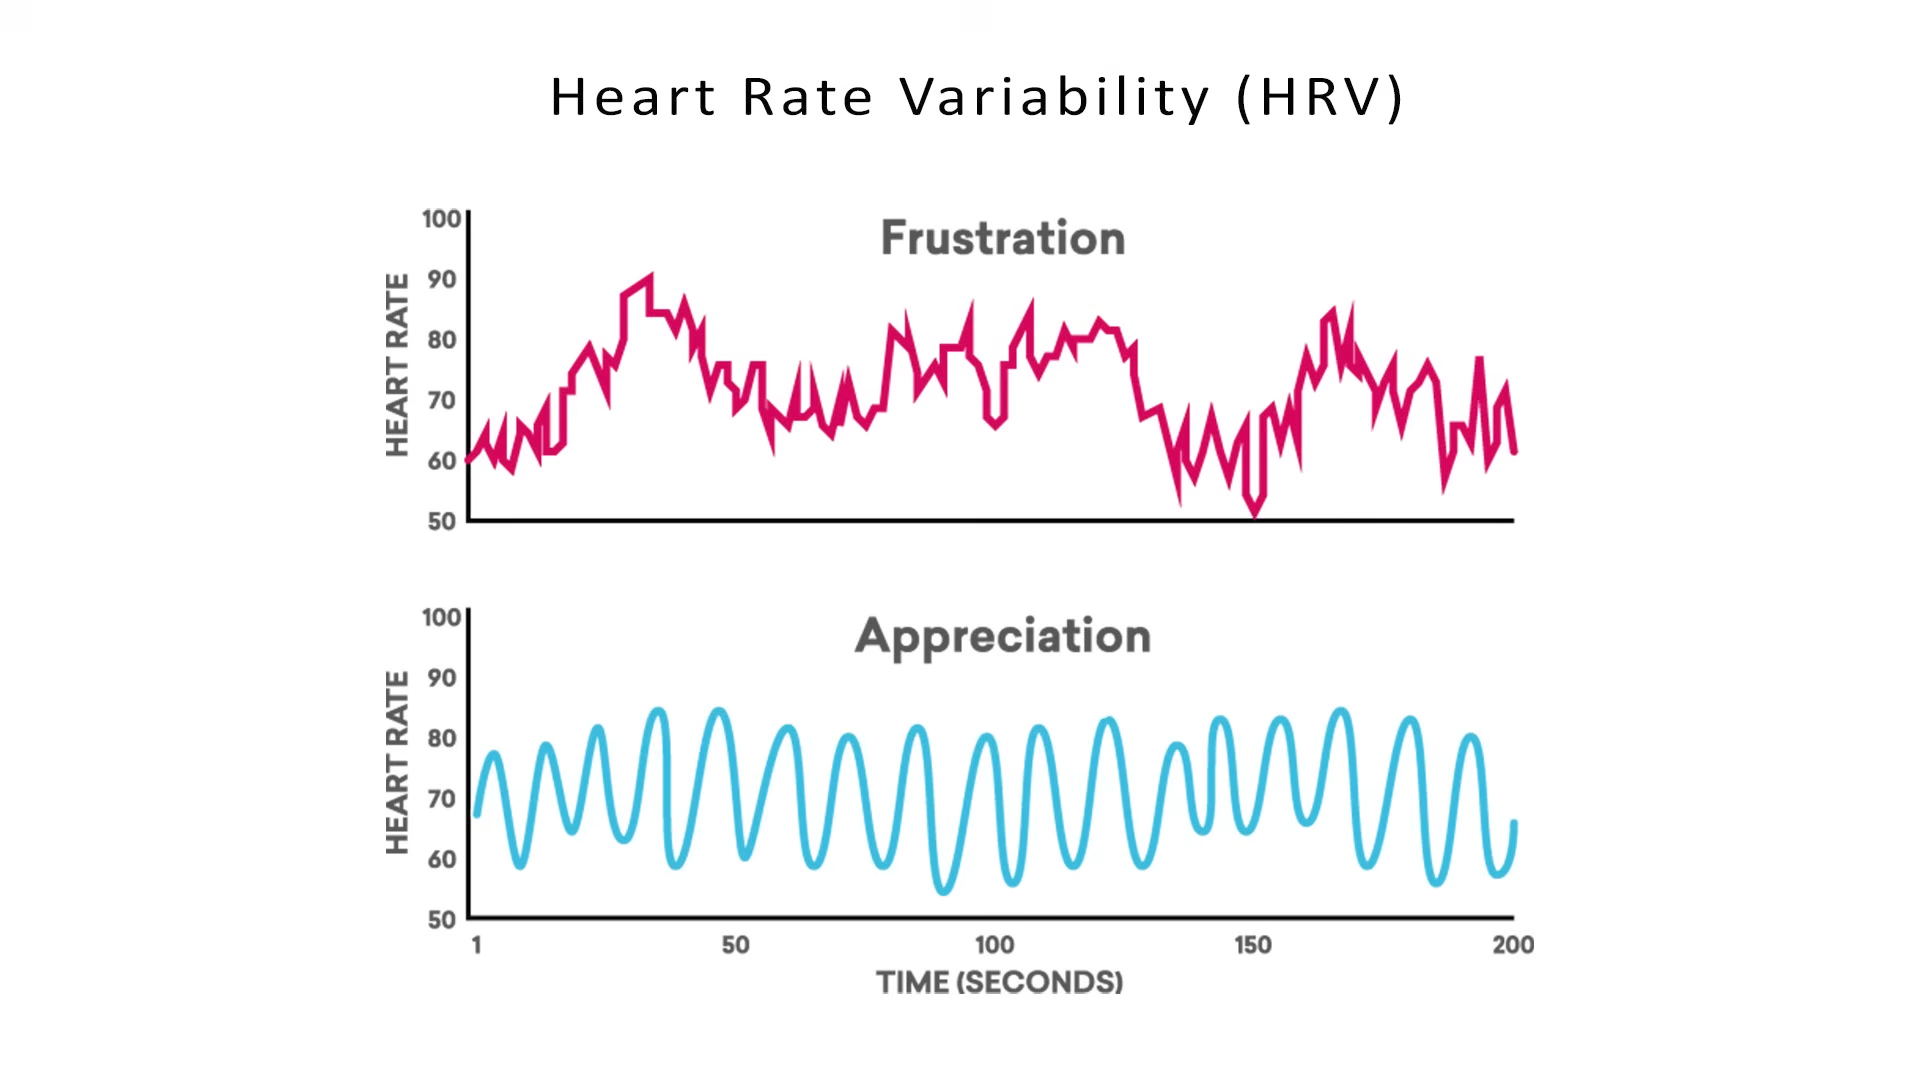 Heart Rate Variability (HRV)
Frustration
HEART RATE
100
90
80
70
60
50
Appreciation
HEART RATE
100
90
80
70
60
50
1 50 100 150 200
TIME (SECONDS)